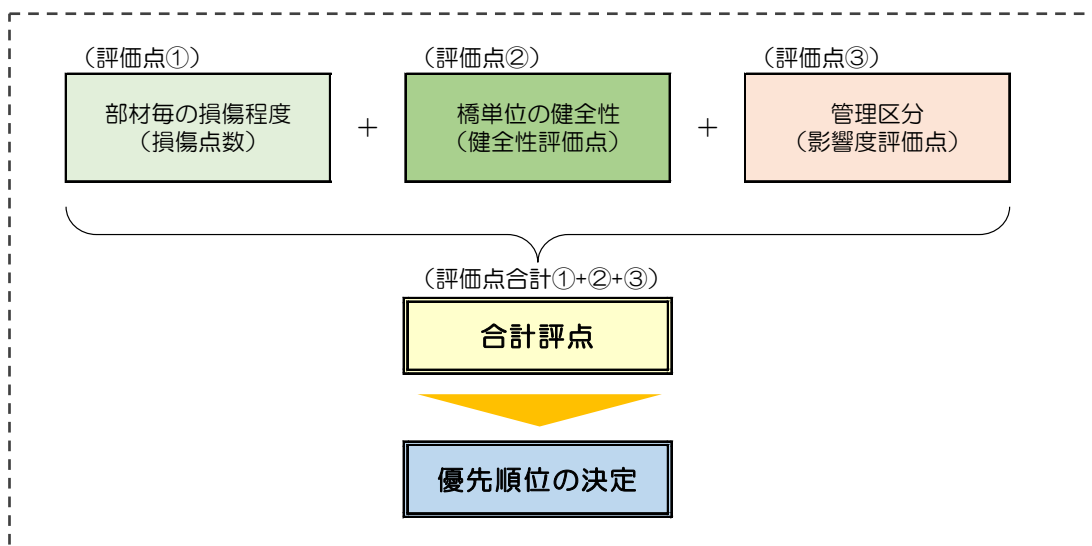 （評価点①）
（評価点②）
（評価点③）
部材毎の損傷程度
（損傷点数）
＋
橋単位の健全性
（健全性評価点）
＋
管理区分
（影響度評価点）
（評価点合計①+②+③）
合計評点
優先順位の決定